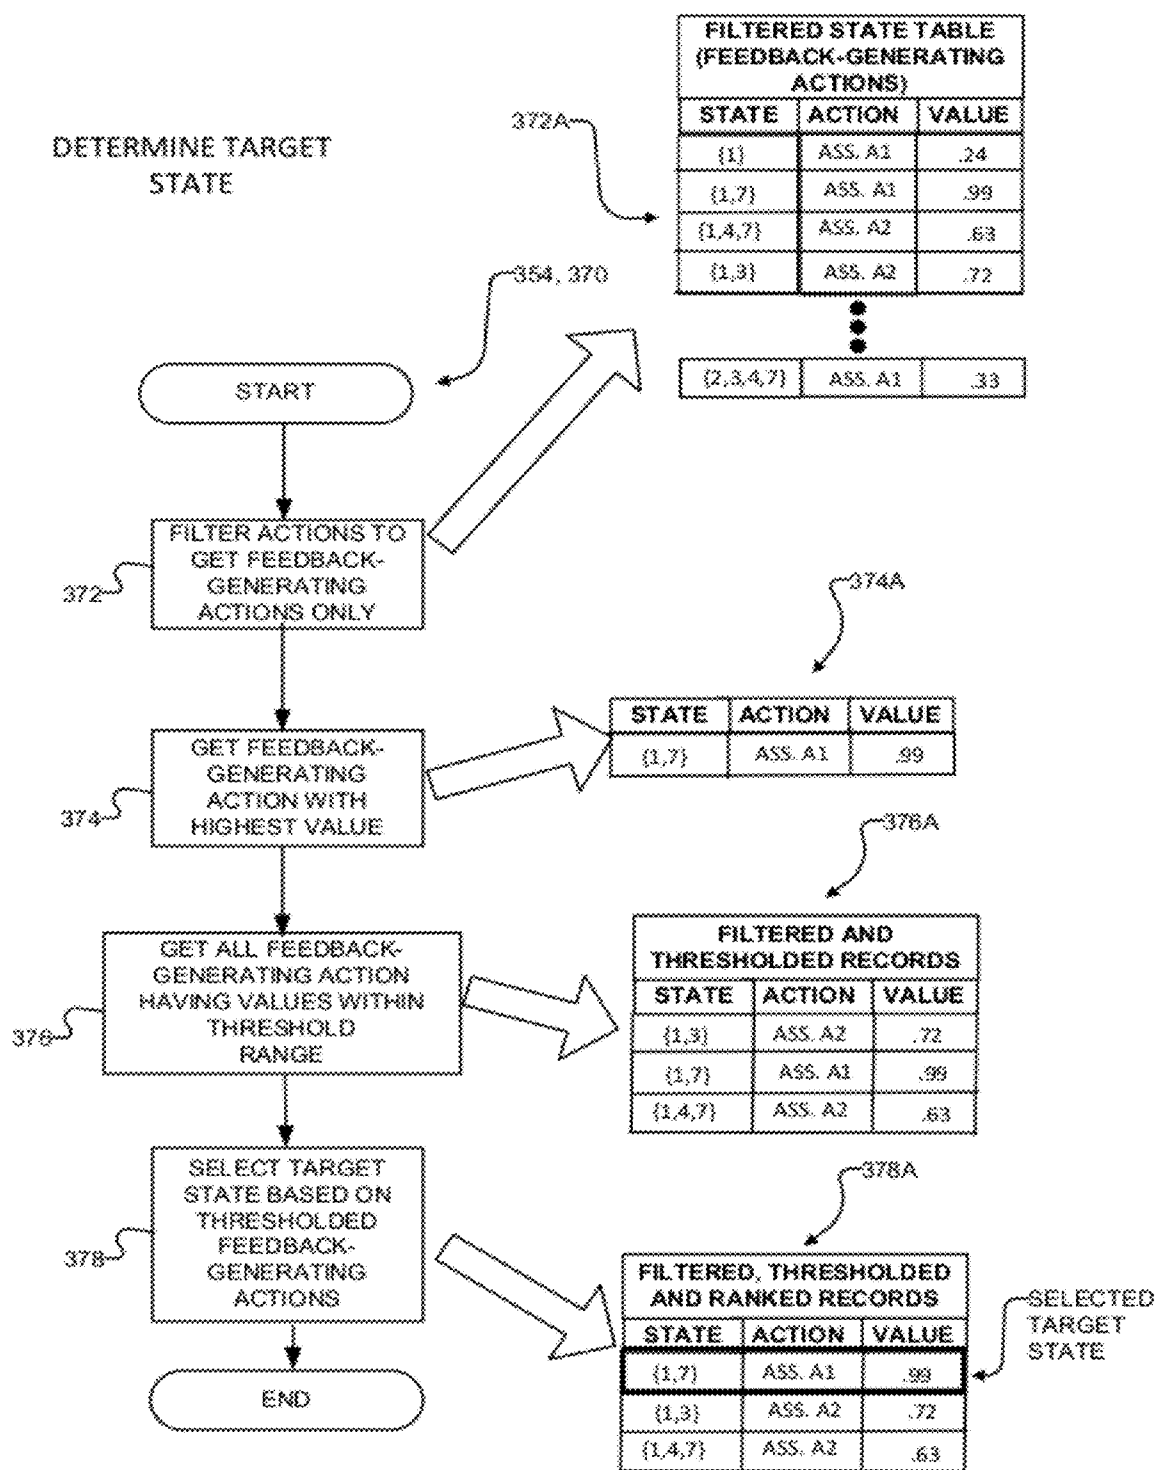 FILTERED STATE TABLE
(FEEDBACK-GENERATING
ACTIONS)
STATE ACTION VALUE
{1} ASS. A1 .24
{1,7} ASS. A1 .99
{1,4,7} ASS. A2 .63
{1,3} ASS. A2 .72
{2,3,4,7} ASS. A1 .33
372A
DETERMINE TARGET
STATE
354, 370
START
FILTER ACTIONS TO
GET FEEDBACK-
GENERATING
ACTIONS ONLY
372
374A
STATE ACTION VALUE
{1,7} ASS. A1 .99
GET FEEDBACK-
GENERATING
ACTION WITH
HIGHEST VALUE
374
376A
FILTERED AND
THRESHOLDED RECORDS
STATE ACTION VALUE
{1,3} ASS. A2 .72
{1,7} ASS. A1 .99
{1,4,7} ASS. A2 .63
GET ALL FEEDBACK-
GENERATING ACTION
HAVING VALUES WITHIN
THRESHOLD
RANGE
376
SELECT TARGET
STATE BASED ON
THRESHOLDED
FEEDBACK-
GENERATING
ACTIONS
378
378A
FILTERED, THRESHOLDED
AND RANKED RECORDS
STATE ACTION VALUE
{1,7} ASS. A1 .99
{1,3} ASS. A2 .72
{1,4,7} ASS. A2 .63
SELECTED
TARGET
STATE
END